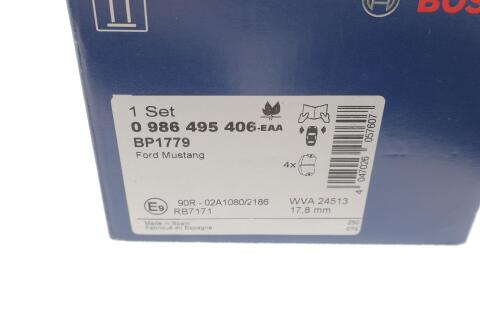 BOSC
1 Set
0 986 495 406-EAA
BP1779
Ford Mustang
4x
4 047026 057607
E9
90R - 02A1080/2186
RB7171
WVA 24513
17,8 mm
Made in Spain
Fabriqué en Espagne